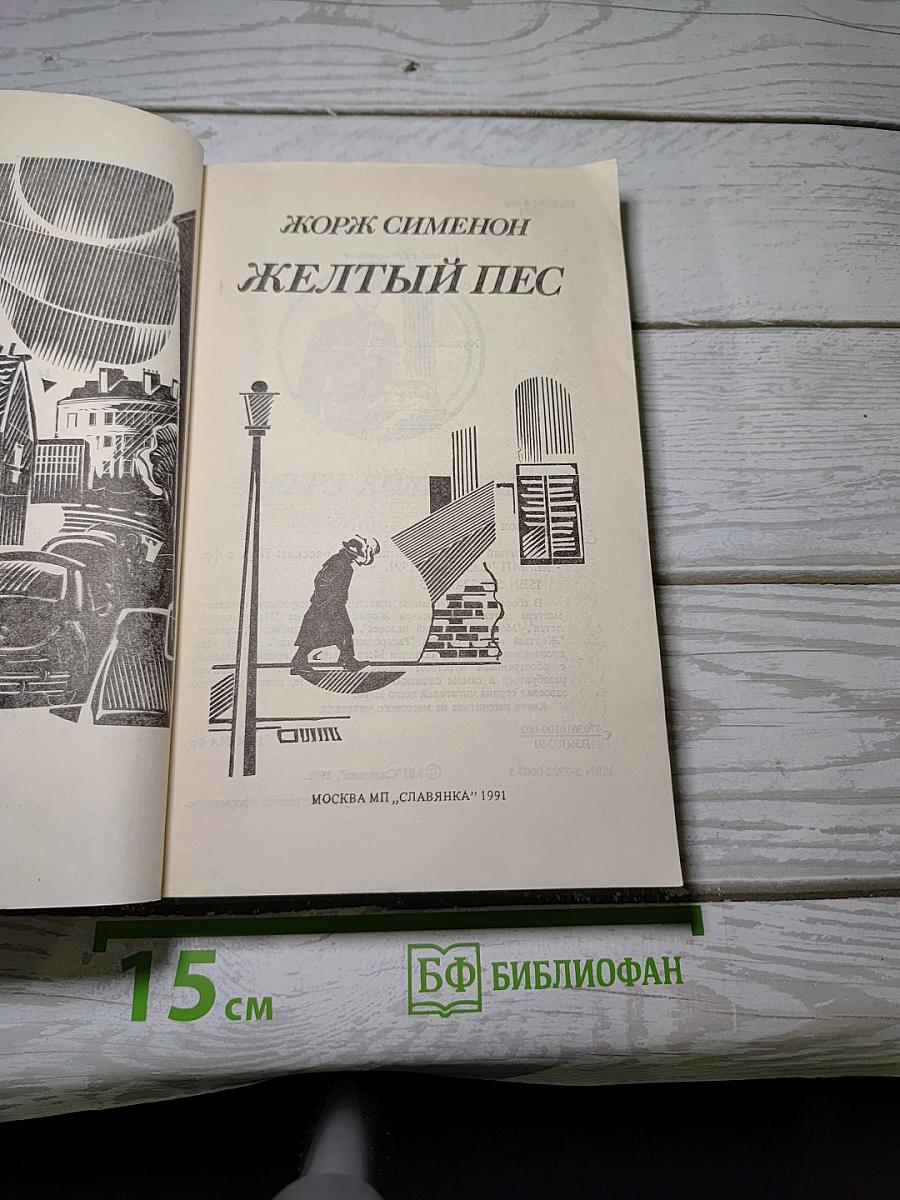 ЖОРЖ СИМЕНОН
ЖЕЛТЫЙ ПЕС
МОСКВА МП „СЛАВЯНКА” 1991
15 см
БФ БИБЛИОФАН